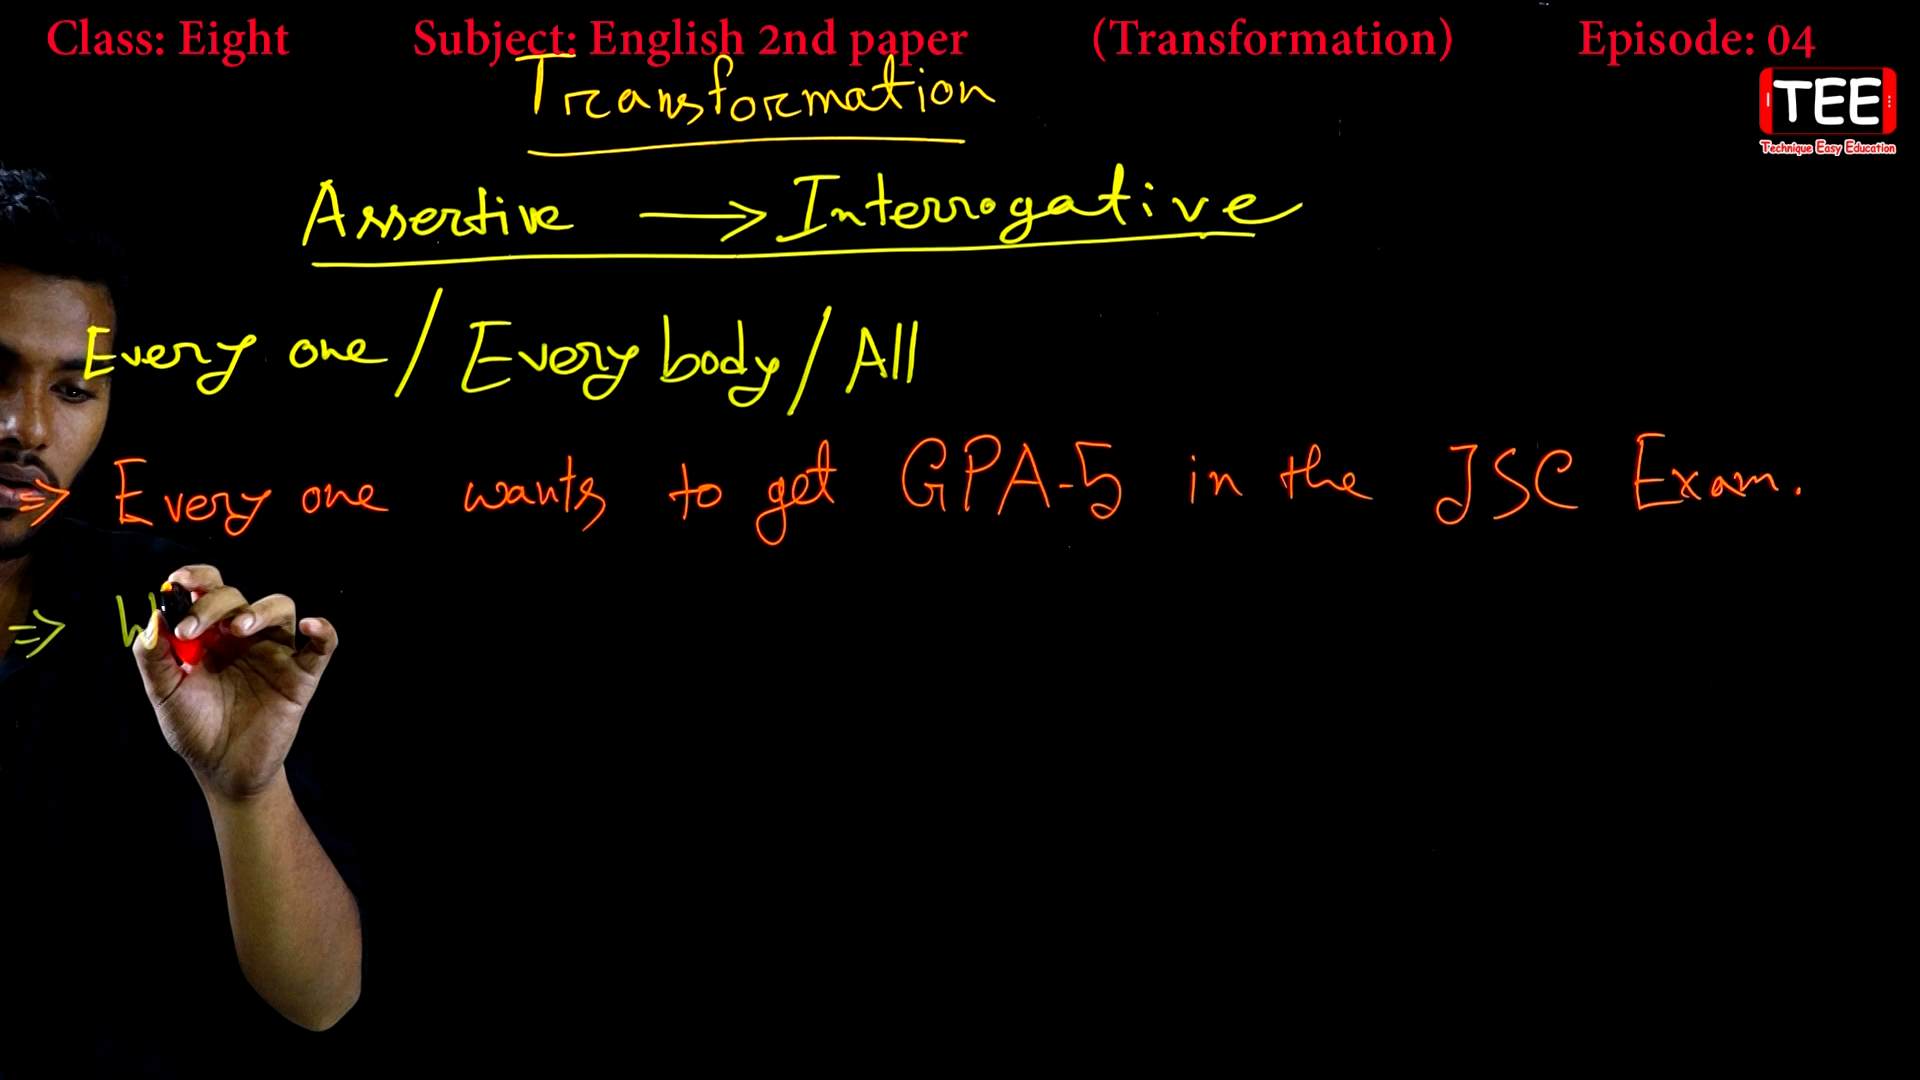 Class: Eight Subject: English 2nd paper (Transformation) Episode: 04
TEE
Technique Easy Education
Transformation
Assertive → Interrogative
Every one / Every body / All
⇒ Every one wants to get GPA-5 in the JSC Exam.
⇒ W